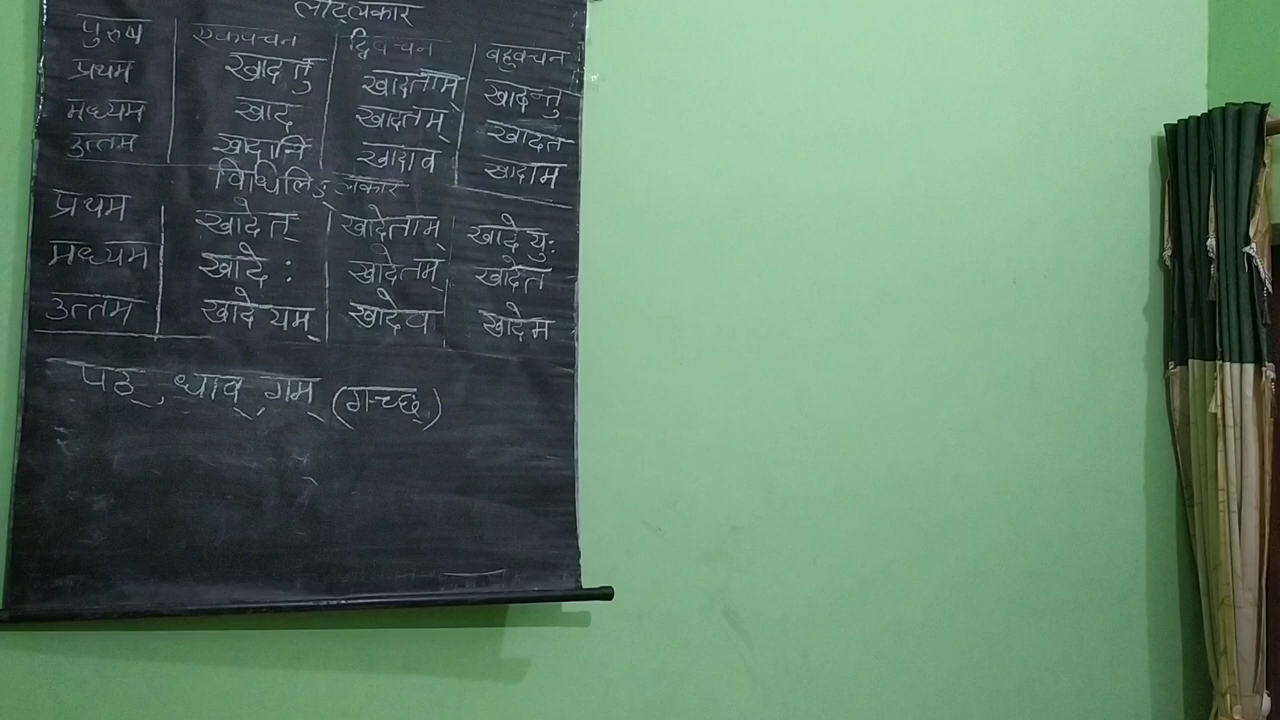 लोट्लकार
पुरुष एकवचन द्विवचन बहुवचन
प्रथम खादतु खादताम् खादन्तु
मध्यम खाद खादतम् खादत
उत्तम खादानि खादाव खादाम
विधिलिङ् लकार
प्रथम खादेत् खादेताम् खादेयुः
मध्यम खादेः खादेतम् खादेत
उत्तम खादेयम् खादेव खादेम
पठ्, धाव्, गम् (गच्छ्)